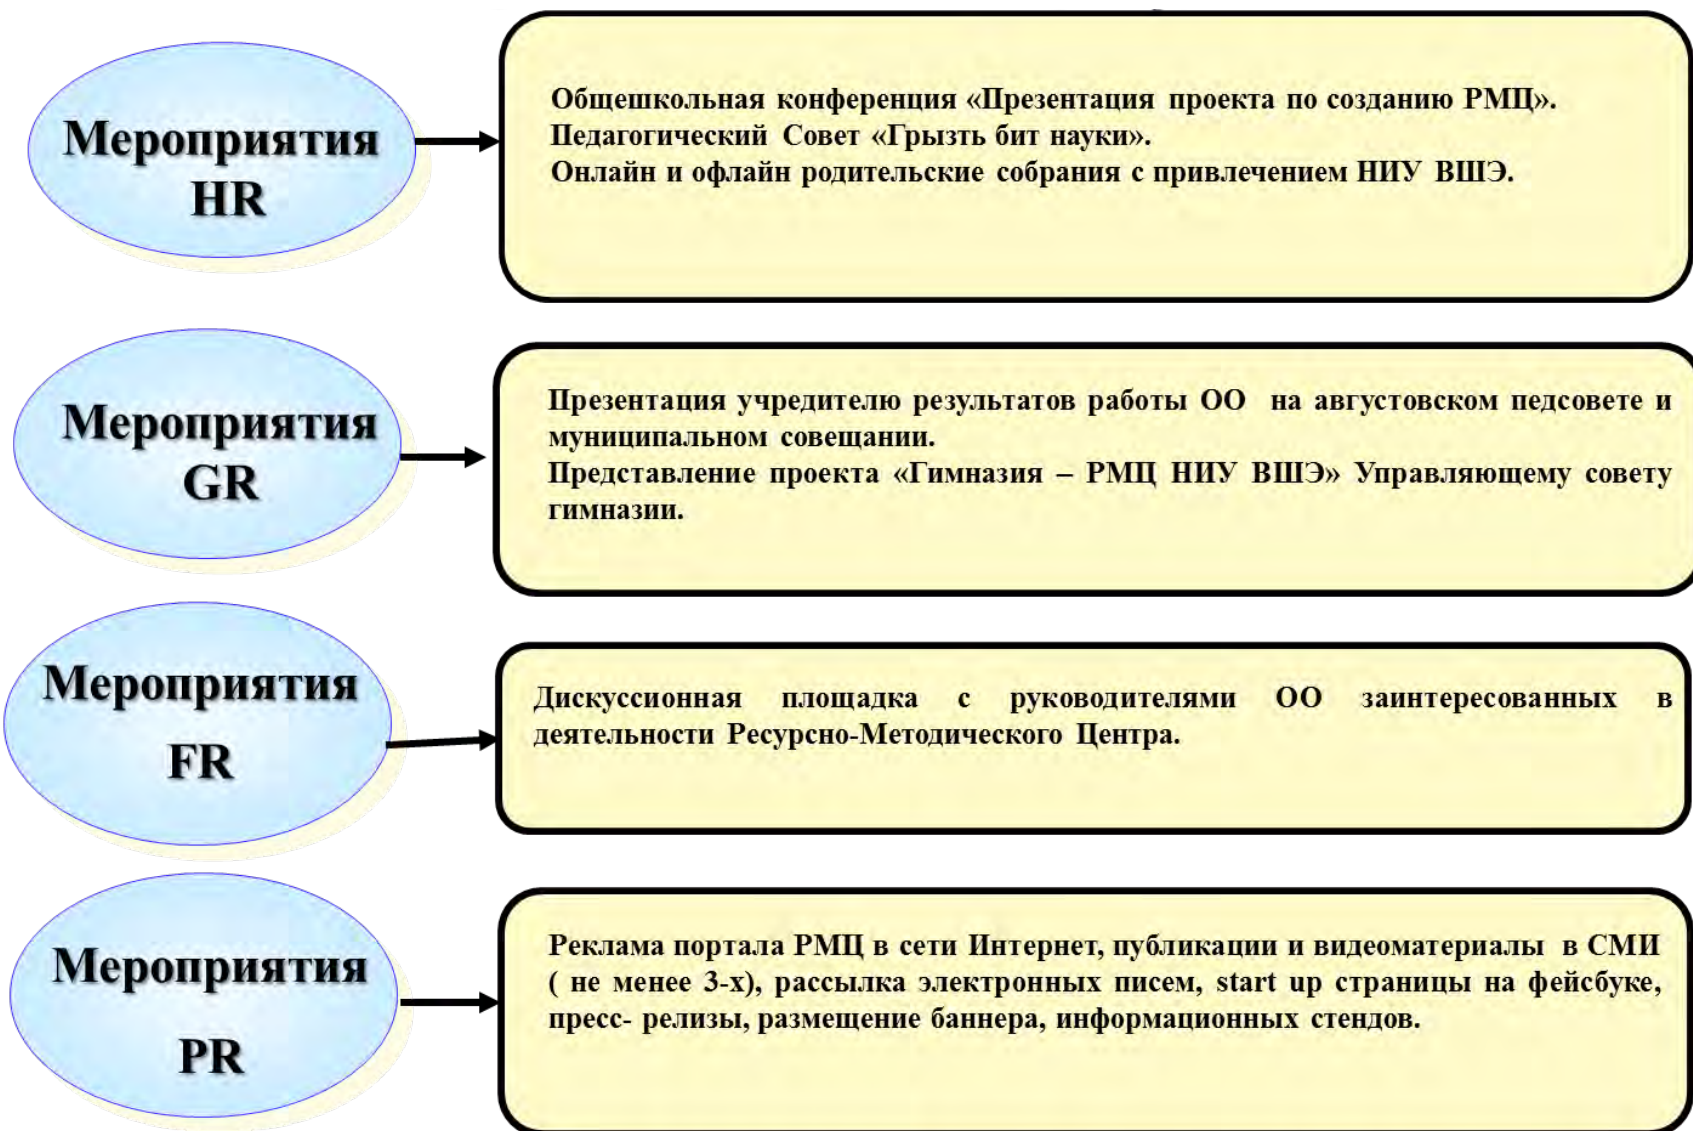 Мероприятия
HR
Общешкольная конференция «Презентация проекта по созданию РМЦ».
Педагогический Совет «Грызть бит науки».
Онлайн и офлайн родительские собрания с привлечением НИУ ВШЭ.
Мероприятия
GR
Презентация учредителю результатов работы ОО на августовском педсовете и
муниципальном совещании.
Представление проекта «Гимназия – РМЦ НИУ ВШЭ» Управляющему совету
гимназии.
Мероприятия
FR
Дискуссионная площадка с руководителями ОО заинтересованных в
деятельности Ресурсно-Методического Центра.
Мероприятия
PR
Реклама портала РМЦ в сети Интернет, публикации и видеоматериалы в СМИ
( не менее 3-х), рассылка электронных писем, start up страницы на фейсбуке,
пресс- релизы, размещение баннера, информационных стендов.